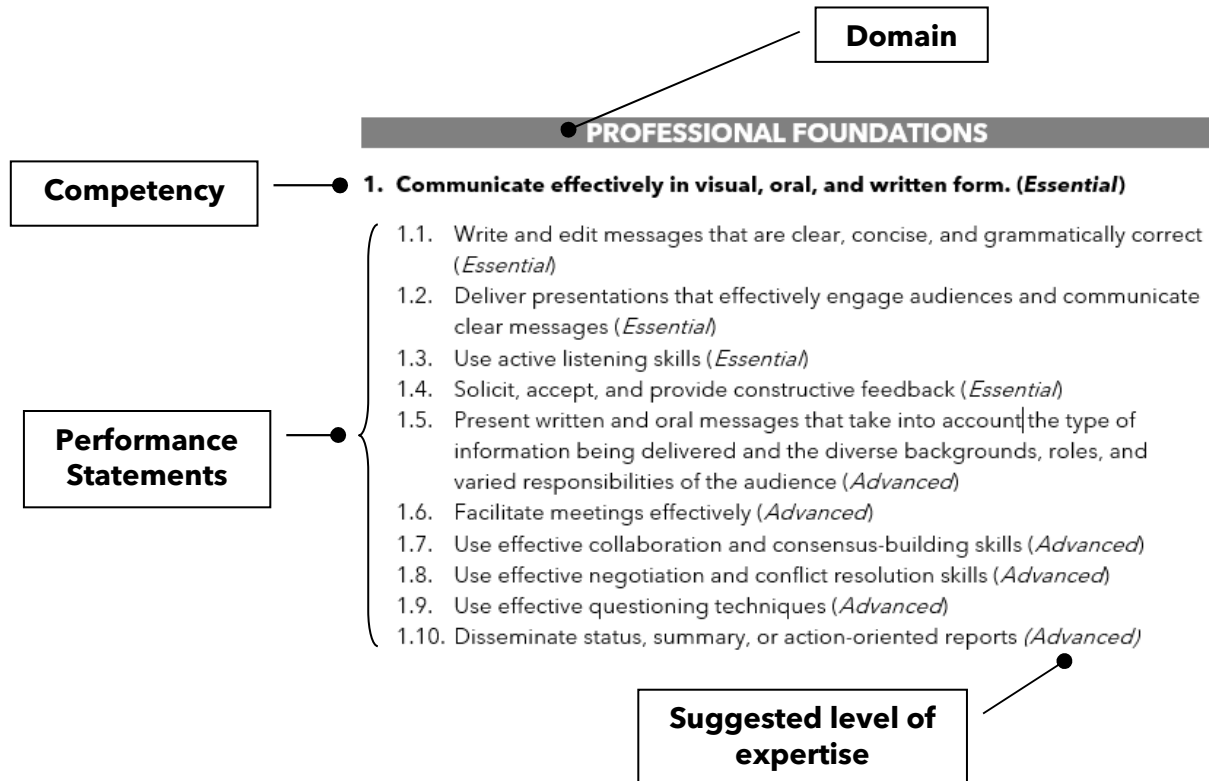 Domain
PROFESSIONAL FOUNDATIONS
Competency
1. Communicate effectively in visual, oral, and written form. (Essential)
1.1. Write and edit messages that are clear, concise, and grammatically correct
(Essential)
1.2. Deliver presentations that effectively engage audiences and communicate
clear messages (Essential)
1.3. Use active listening skills (Essential)
1.4. Solicit, accept, and provide constructive feedback (Essential)
Performance
Statements
1.5. Present written and oral messages that take into account the type of
information being delivered and the diverse backgrounds, roles, and
varied responsibilities of the audience (Advanced)
1.6. Facilitate meetings effectively (Advanced)
1.7. Use effective collaboration and consensus-building skills (Advanced)
1.8. Use effective negotiation and conflict resolution skills (Advanced)
1.9. Use effective questioning techniques (Advanced)
1.10. Disseminate status, summary, or action-oriented reports (Advanced)
Suggested level of
expertise